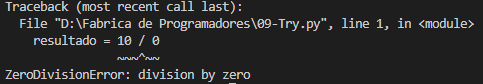 Traceback (most recent call last):
  File "D:\Fabrica de Programadores\09-Try.py", line 1, in <module>
    resultado = 10 / 0
                ~~~^~~
ZeroDivisionError: division by zero